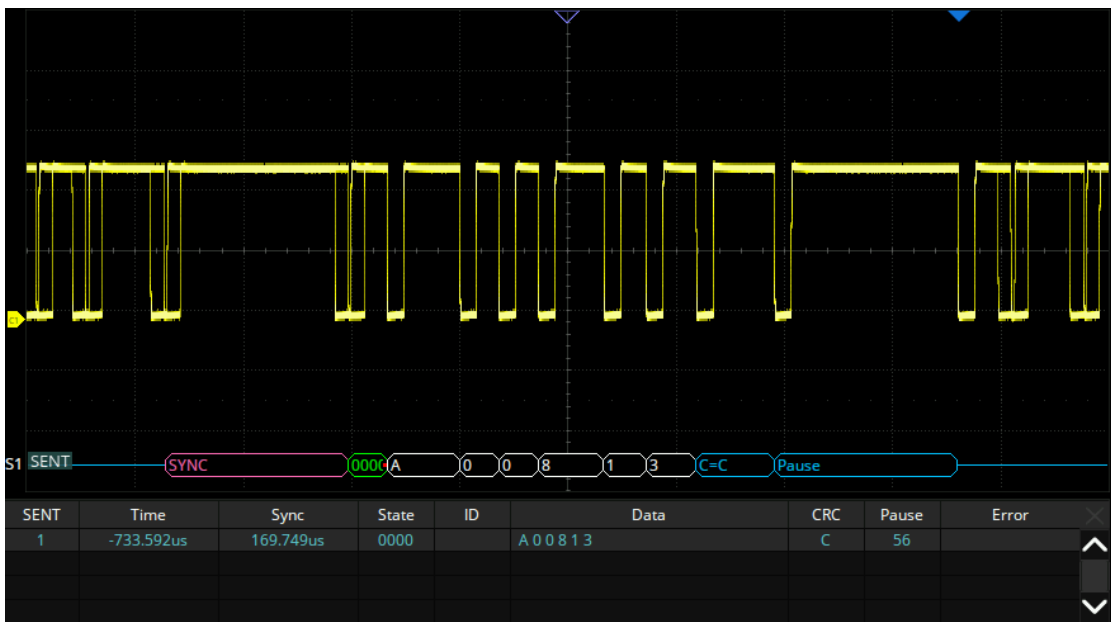 C1
S1 SENT SYNC 0000 A 0 0 8 1 3 C=C Pause
SENT Time Sync State ID Data CRC Pause Error
1 -733.592us 169.749us 0000 A 0 0 8 1 3 C 56